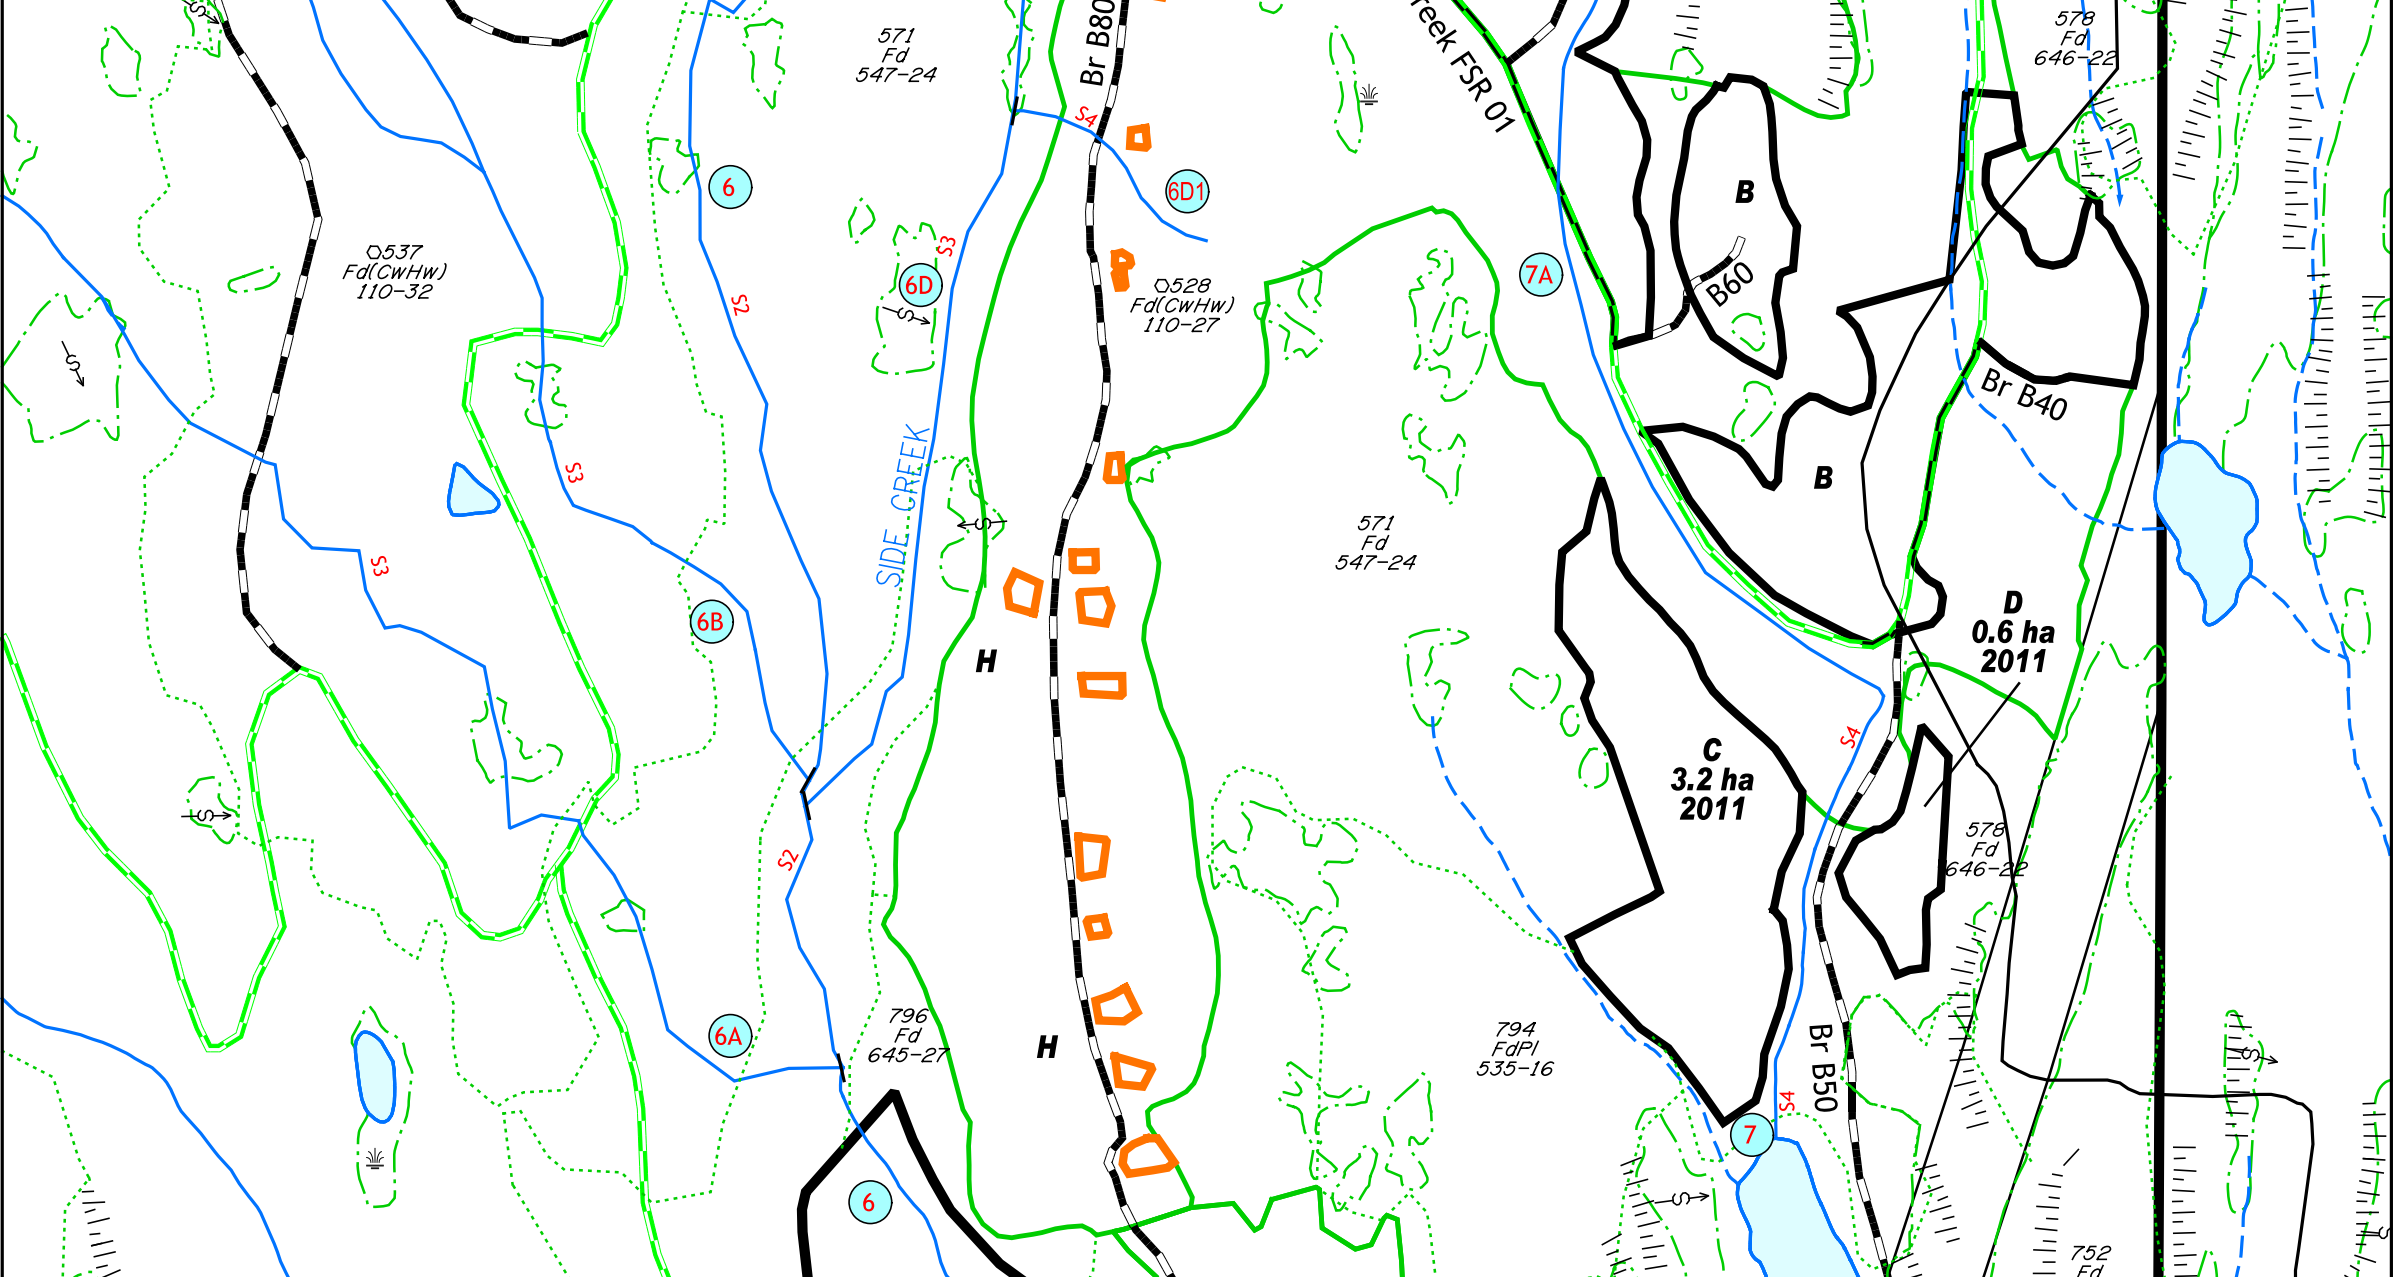 S
571
Fd
547-24
Br B80
reek FSR 01
578
Fd
646-22
S4
6
6D1
B
⬡537
Fd(CwHw)
110-32
S3
6D
S
S2
⬡528
Fd(CwHw)
110-27
7A
B60
S
Br B40
SIDE CREEK
S3
B
S
571
Fd
547-24
S3
6B
H
D
0.6 ha
2011
C
3.2 ha
2011
S4
S
S2
578
Fd
646-22
6A
796
Fd
645-27
H
794
FdPl
535-16
Br B50
S4
S
7
6
S
S
752
Fd